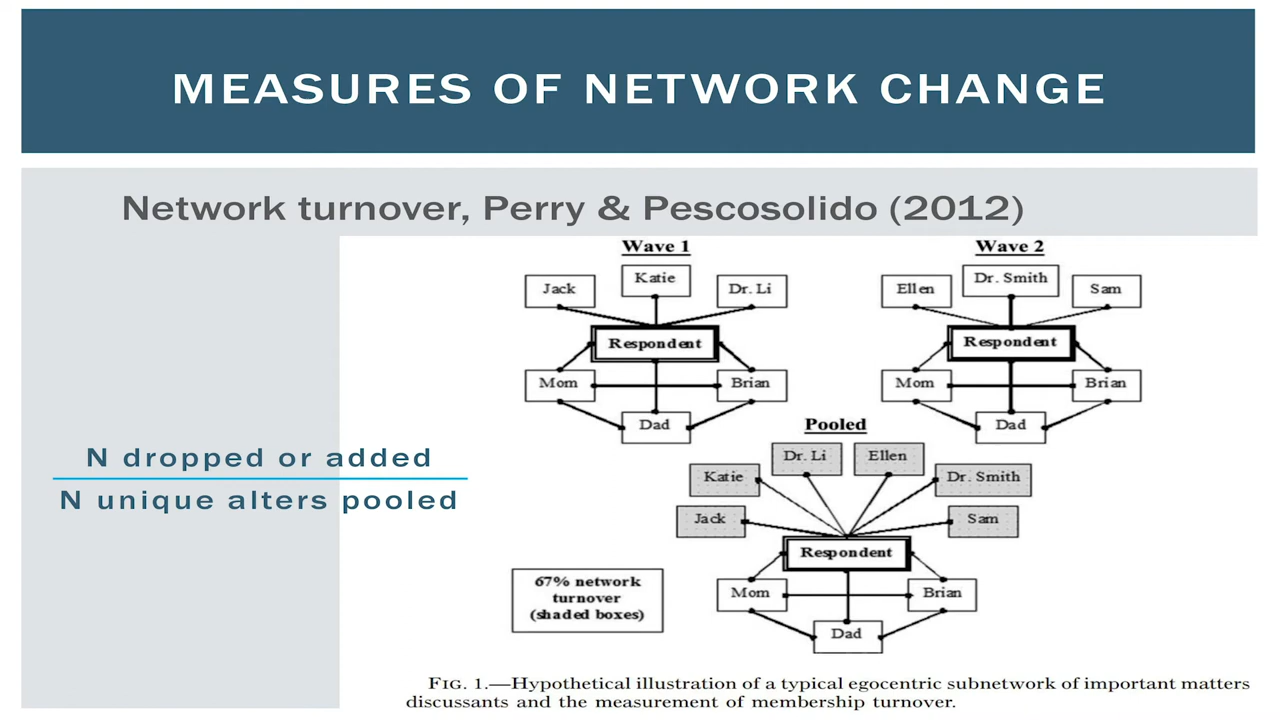 MEASURES OF NETWORK CHANGE
Network turnover, Perry & Pescosolido (2012)
Wave 1
Jack
Katie
Dr. Li
Respondent
Mom
Brian
Dad
Wave 2
Ellen
Dr. Smith
Sam
Respondent
Mom
Brian
Dad
N dropped or added
N unique alters pooled
Pooled
Dr. Li
Ellen
Katie
Dr. Smith
Jack
Sam
Respondent
Mom
Brian
Dad
67% network
turnover
(shaded boxes)
FIG. 1.—Hypothetical illustration of a typical egocentric subnetwork of important matters
discussants and the measurement of membership turnover.